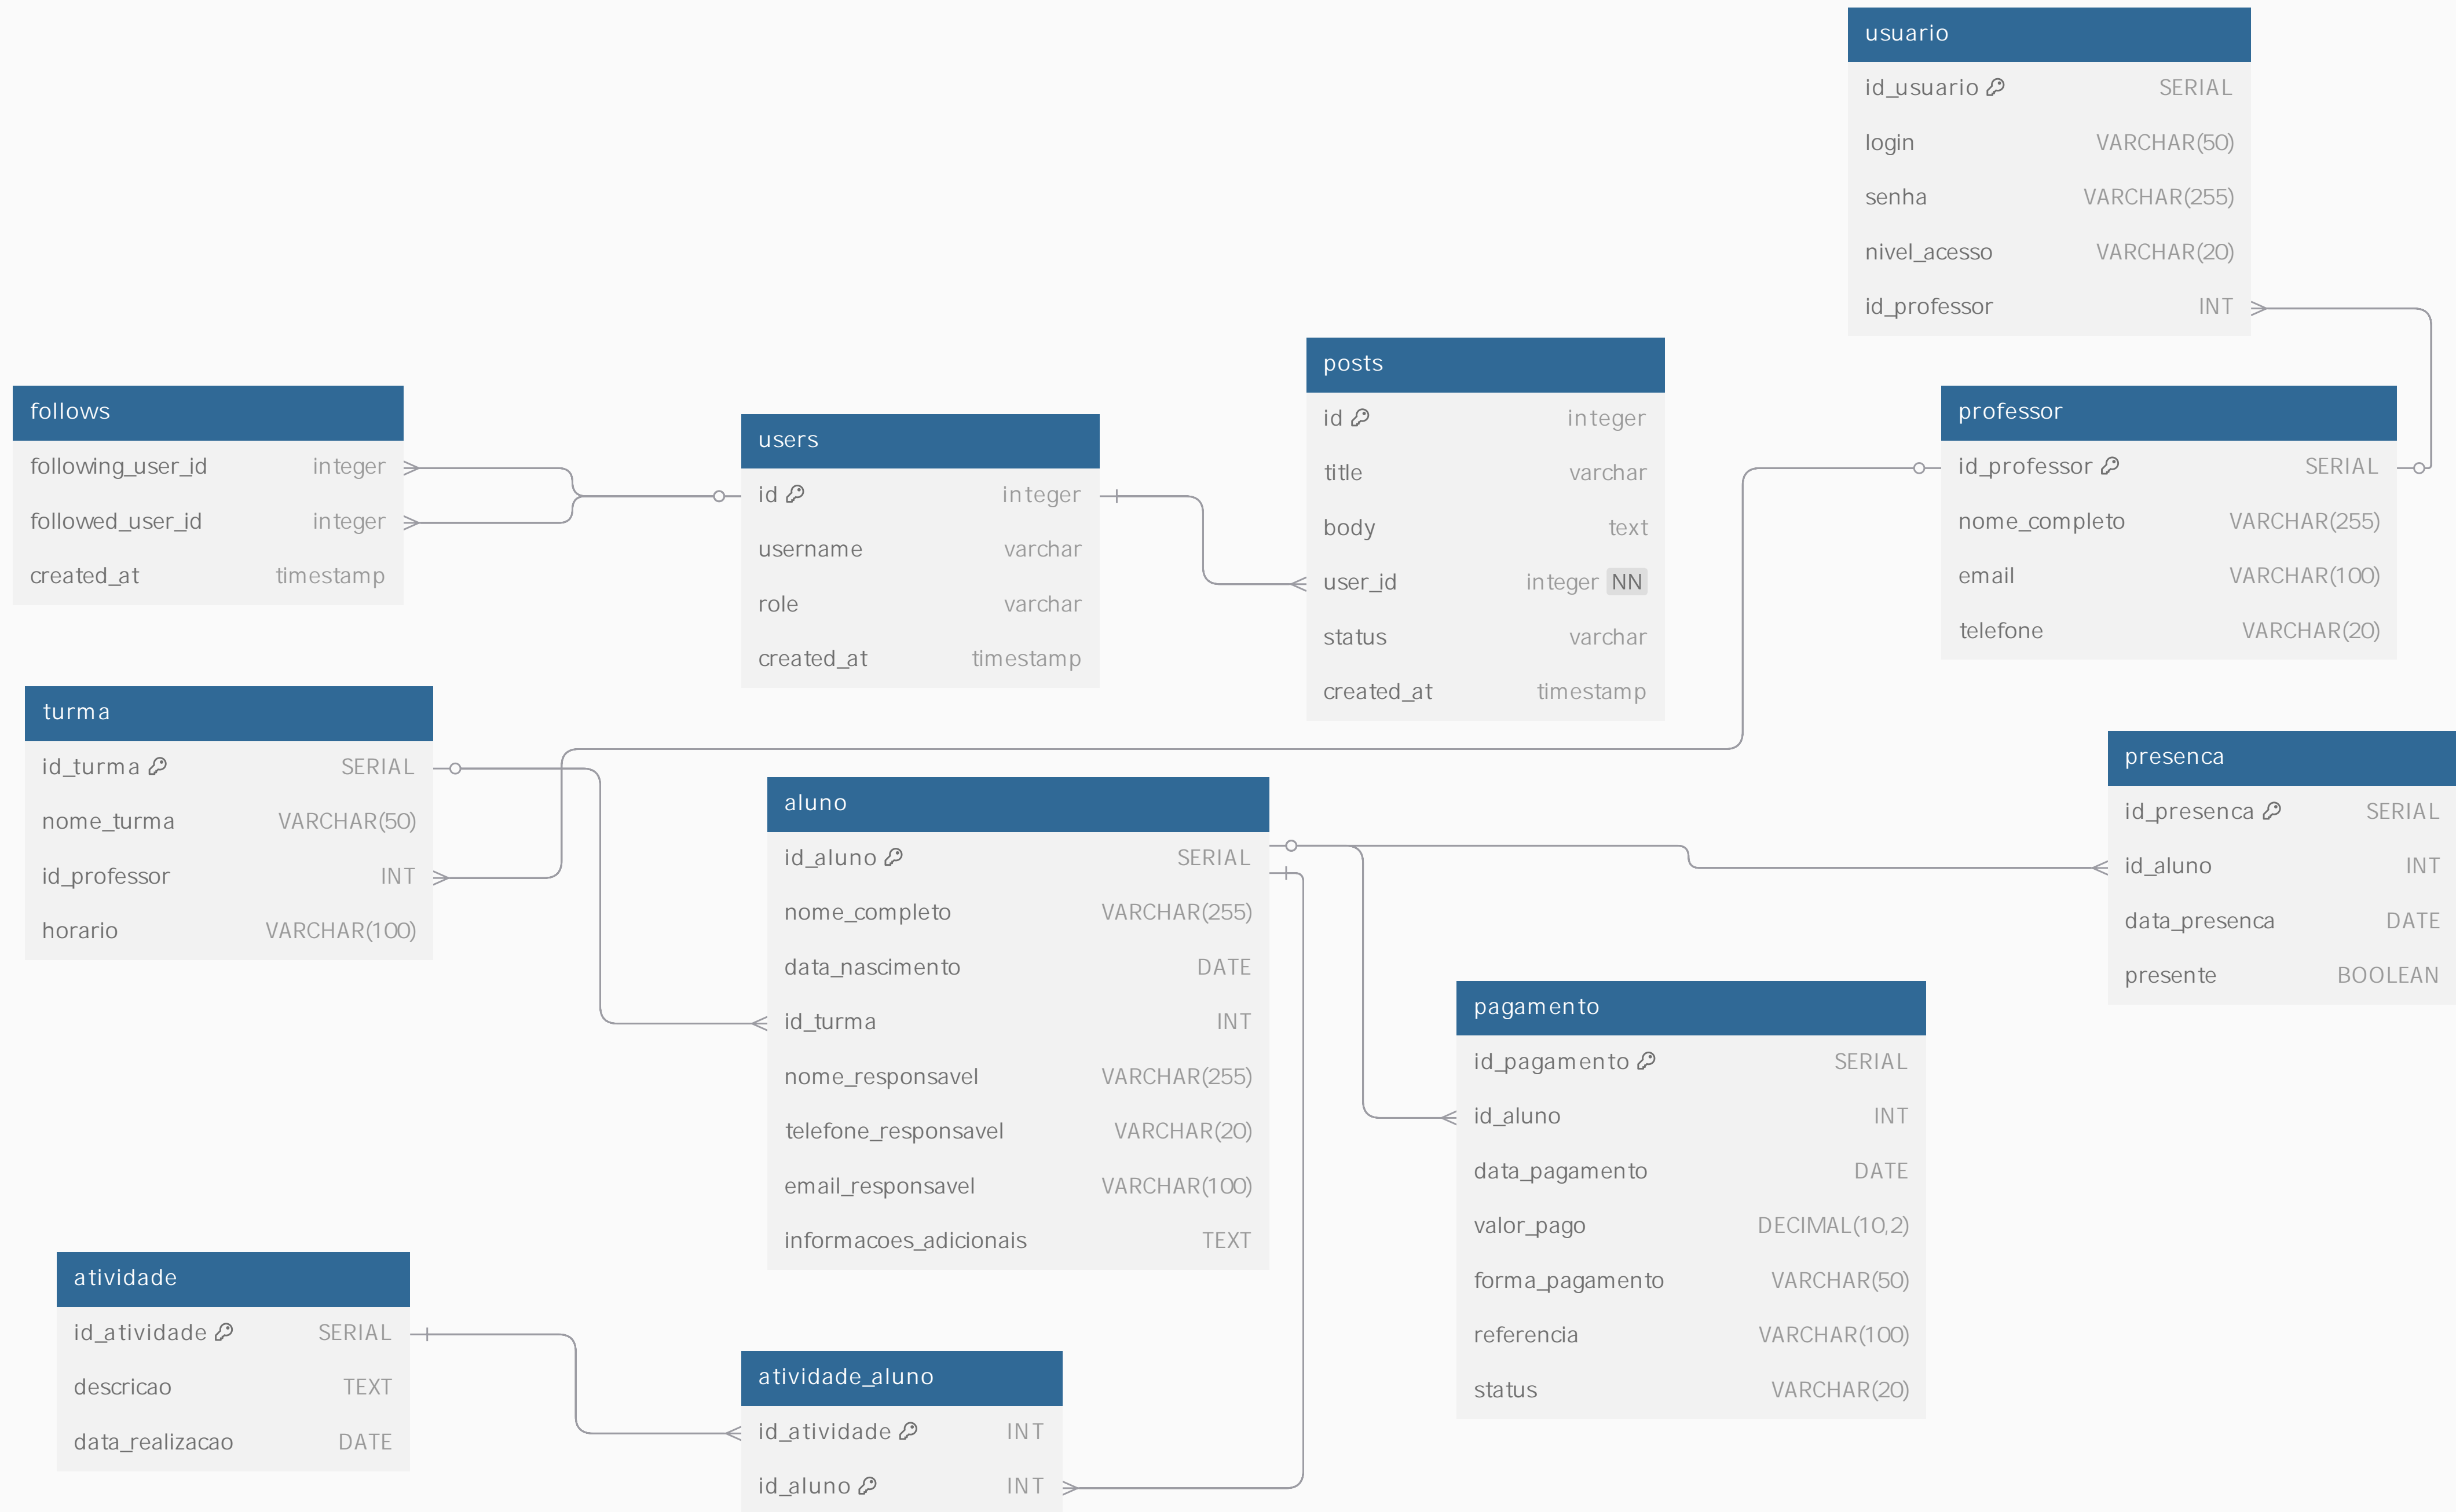 usuario
id_usuario SERIAL
login VARCHAR(50)
senha VARCHAR(255)
nivel_acesso VARCHAR(20)
id_professor INT
posts
id integer
title varchar
body text
user_id integer NN
status varchar
created_at timestamp
follows
following_user_id integer
followed_user_id integer
created_at timestamp
users
id integer
username varchar
role varchar
created_at timestamp
professor
id_professor SERIAL
nome_completo VARCHAR(255)
email VARCHAR(100)
telefone VARCHAR(20)
turma
id_turma SERIAL
nome_turma VARCHAR(50)
id_professor INT
horario VARCHAR(100)
aluno
id_aluno SERIAL
nome_completo VARCHAR(255)
data_nascimento DATE
id_turma INT
nome_responsavel VARCHAR(255)
telefone_responsavel VARCHAR(20)
email_responsavel VARCHAR(100)
informacoes_adicionais TEXT
presenca
id_presenca SERIAL
id_aluno INT
data_presenca DATE
presente BOOLEAN
pagamento
id_pagamento SERIAL
id_aluno INT
data_pagamento DATE
valor_pago DECIMAL(10,2)
forma_pagamento VARCHAR(50)
referencia VARCHAR(100)
status VARCHAR(20)
atividade
id_atividade SERIAL
descricao TEXT
data_realizacao DATE
atividade_aluno
id_atividade INT
id_aluno INT